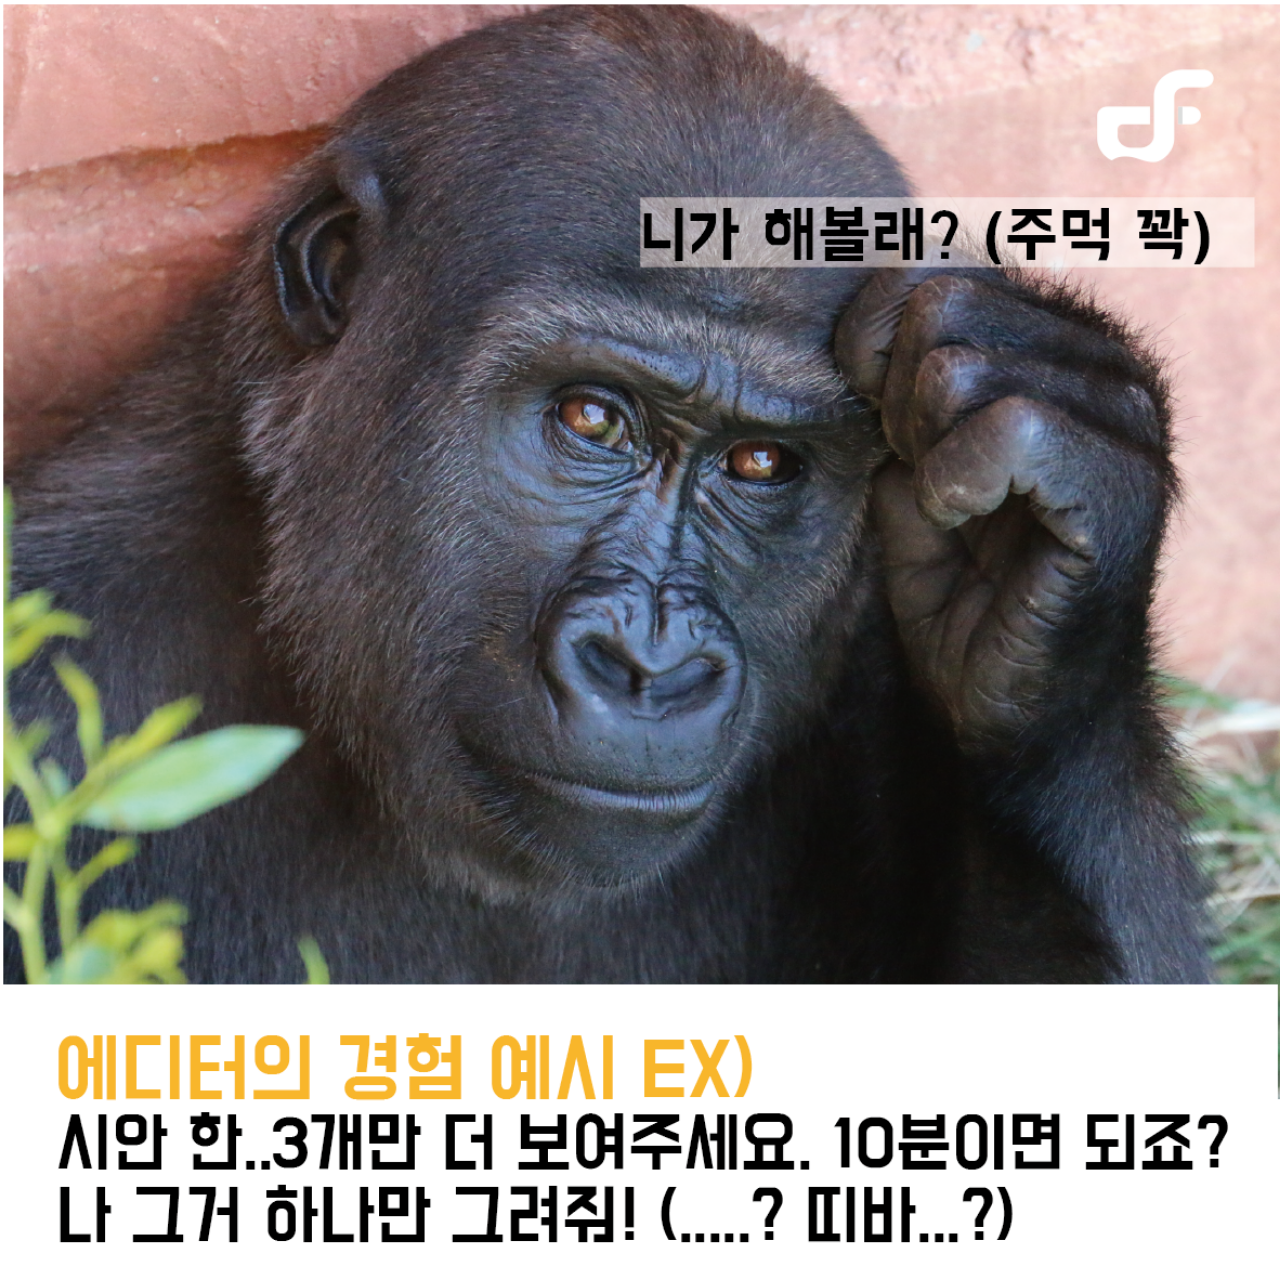 니가 해볼래? (주먹 꽉)
에디터의 경험 예시 EX)
시안 한..3개만 더 보여주세요. 10분이면 되죠?
나 그거 하나만 그려줘! (.....? 띠바...?)